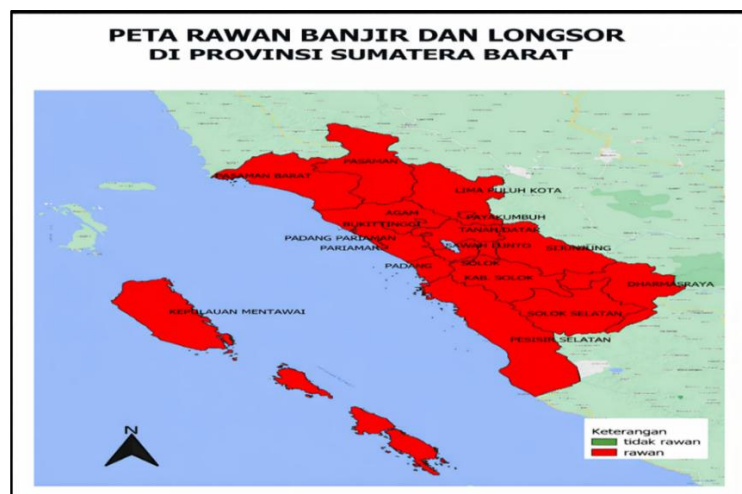 PETA RAWAN BANJIR DAN LONGSOR
DI PROVINSI SUMATERA BARAT
PASAMAN
PASAMAN BARAT
LIMA PULUH KOTA
AGAM
PAYAKUMBUH
BUKITTINGGI
TANAH DATAR
PADANG PARIAMAN
SAWAH LUNTO
PARIAMAN
SIJUNJUNG
PADANG
SOLOK
KAB. SOLOK
DHARMASRAYA
KEPULAUAN MENTAWAI
SOLOK SELATAN
PESISIR SELATAN
N
Keterangan
tidak rawan
rawan